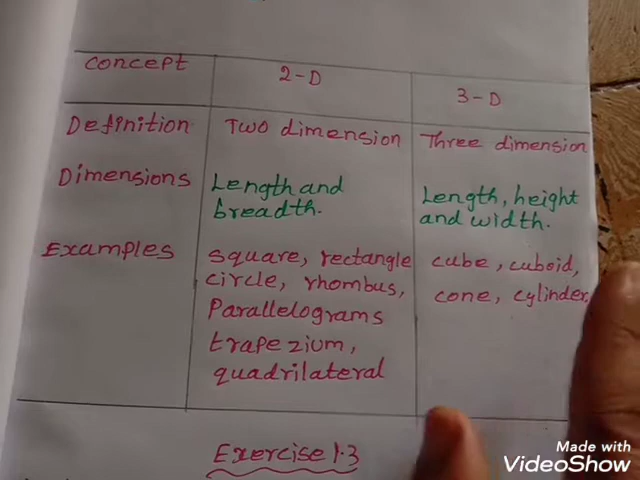 Concept 2-D 3-D
Definition Two dimension Three dimension
Dimensions Length and breadth. Length, height and width.
Examples square, rectangle cube, cuboid,
circle, rhombus, cone, cylinder,
Parallelograms
trapezium,
quadrilateral
Exercise 1.3
Made with
VideoShow